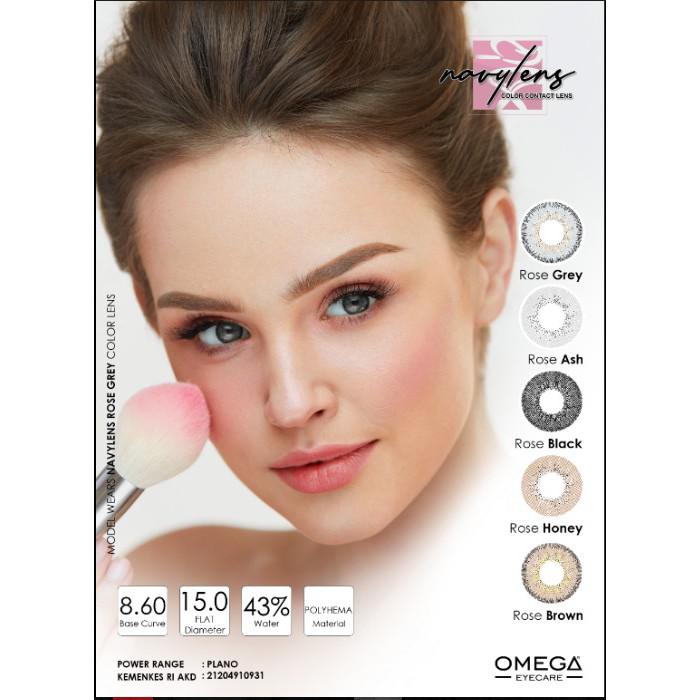 navylens
COLOR CONTACT LENS
Rose Grey
Rose Ash
Rose Black
Rose Honey
Rose Brown
MODEL WEARS NAVYLENS ROSE GREY COLOR LENS
8.60
Base Curve
15.0
FLAT
Diameter
43%
Water
POLYHEMA
Material
POWER RANGE : PLANO
KEMENKES RI AKD : 21204910931
OMEGA
EYECARE®